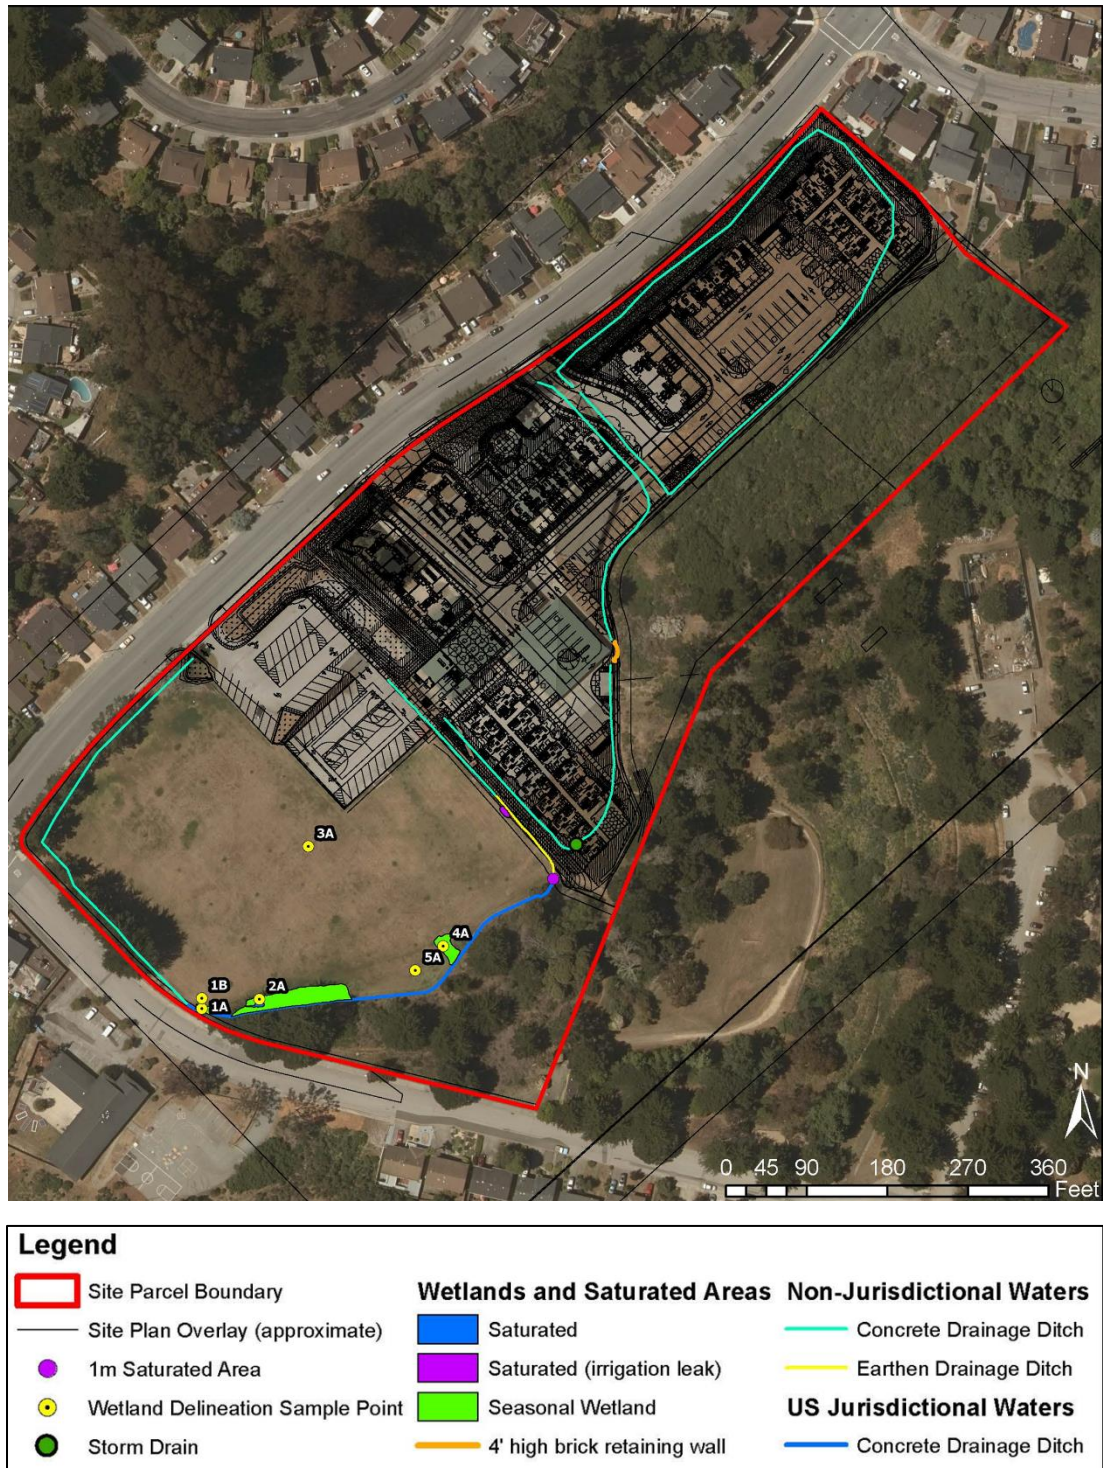 3A
4A
5A
1B
2A
1A
N
0 45 90 180 270 360
Feet
Legend
Site Parcel Boundary
Site Plan Overlay (approximate)
1m Saturated Area
Wetland Delineation Sample Point
Storm Drain
Wetlands and Saturated Areas
Saturated
Saturated (irrigation leak)
Seasonal Wetland
4' high brick retaining wall
Non-Jurisdictional Waters
Concrete Drainage Ditch
Earthen Drainage Ditch
US Jurisdictional Waters
Concrete Drainage Ditch